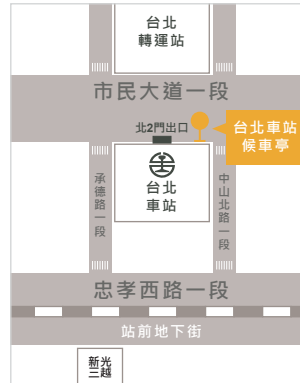 台北
轉運站
市民大道一段
北2門出口
台北車站
候車亭
台北
車站
承德路一段
中山北路一段
忠孝西路一段
站前地下街
新光
三越